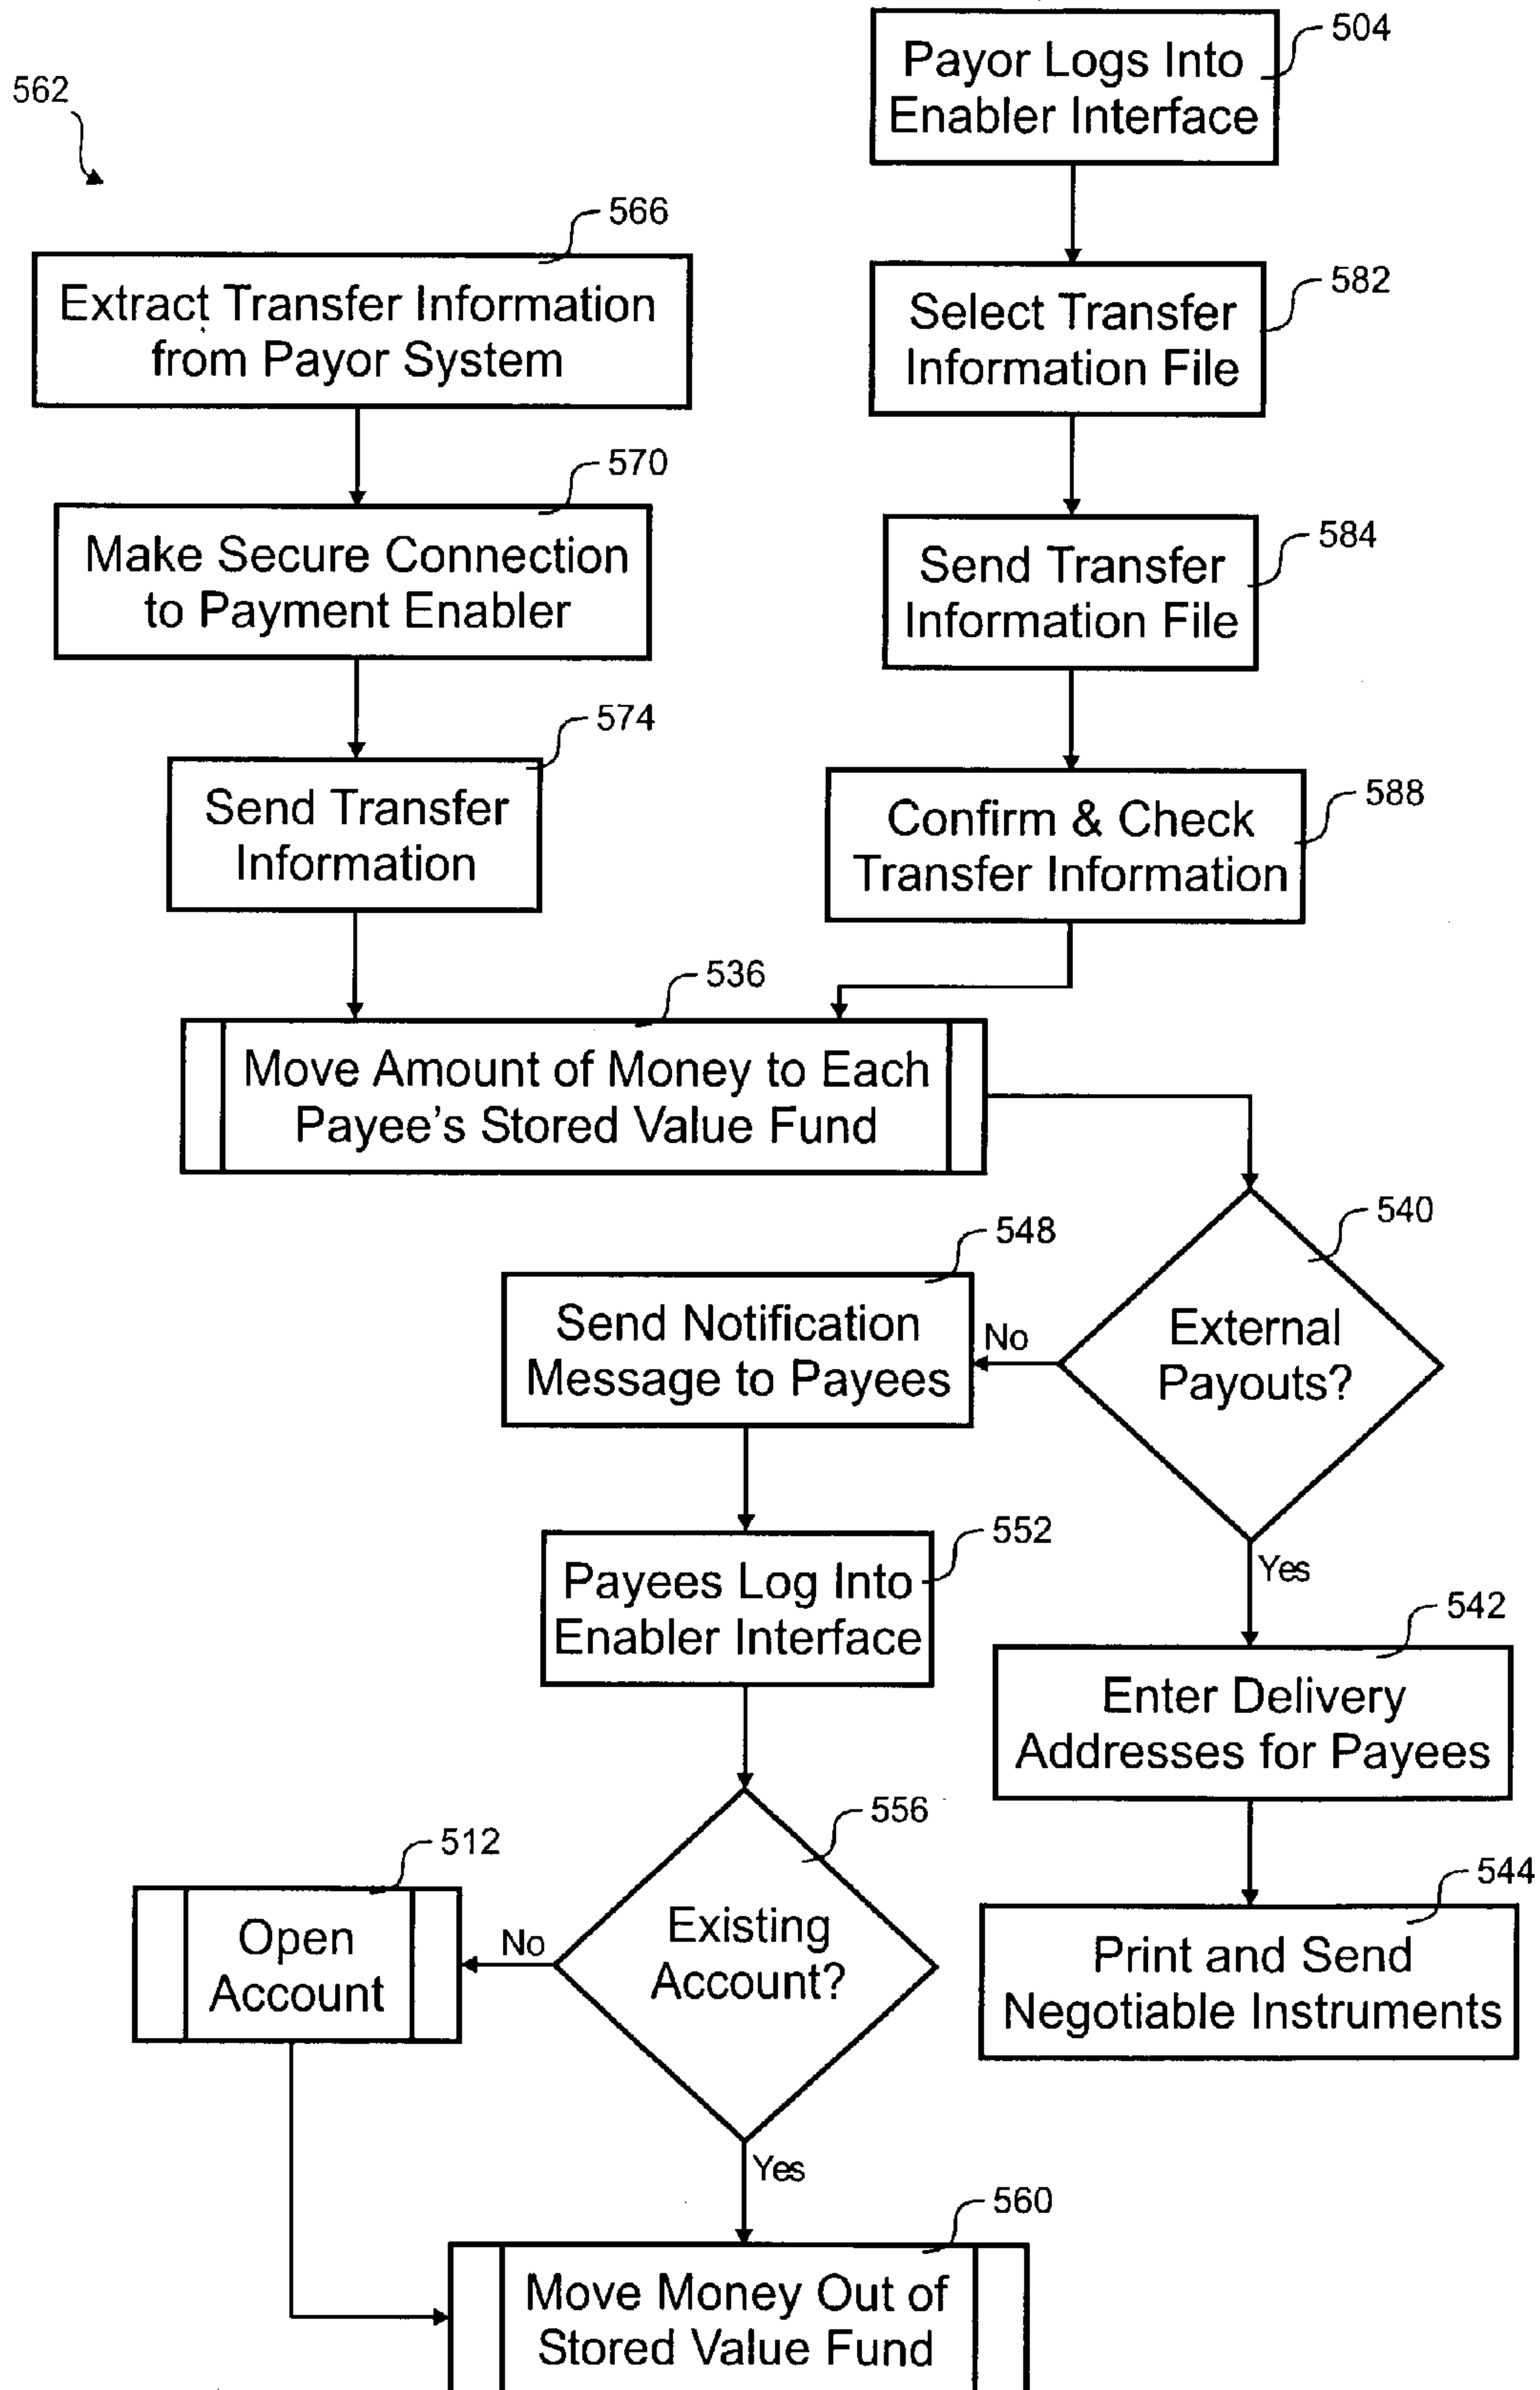 504
Payor Logs Into
Enabler Interface
562
566
Extract Transfer Information
from Payor System
582
Select Transfer
Information File
570
Make Secure Connection
to Payment Enabler
584
Send Transfer
Information File
574
Send Transfer
Information
588
Confirm & Check
Transfer Information
536
Move Amount of Money to Each
Payee's Stored Value Fund
540
External
Payouts?
No
Yes
548
Send Notification
Message to Payees
552
Payees Log Into
Enabler Interface
542
Enter Delivery
Addresses for Payees
544
Print and Send
Negotiable Instruments
556
Existing
Account?
No
Yes
512
Open
Account
560
Move Money Out of
Stored Value Fund